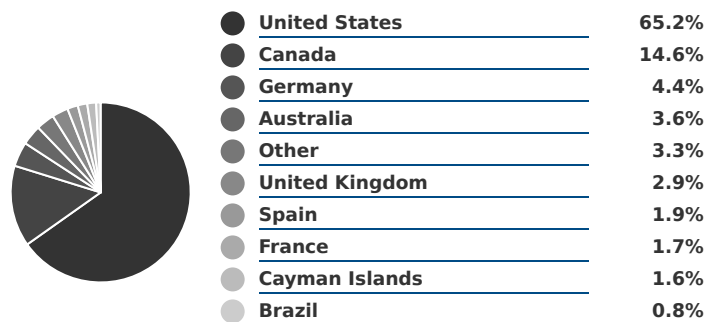 United States 65.2%
Canada 14.6%
Germany 4.4%
Australia 3.6%
Other 3.3%
United Kingdom 2.9%
Spain 1.9%
France 1.7%
Cayman Islands 1.6%
Brazil 0.8%